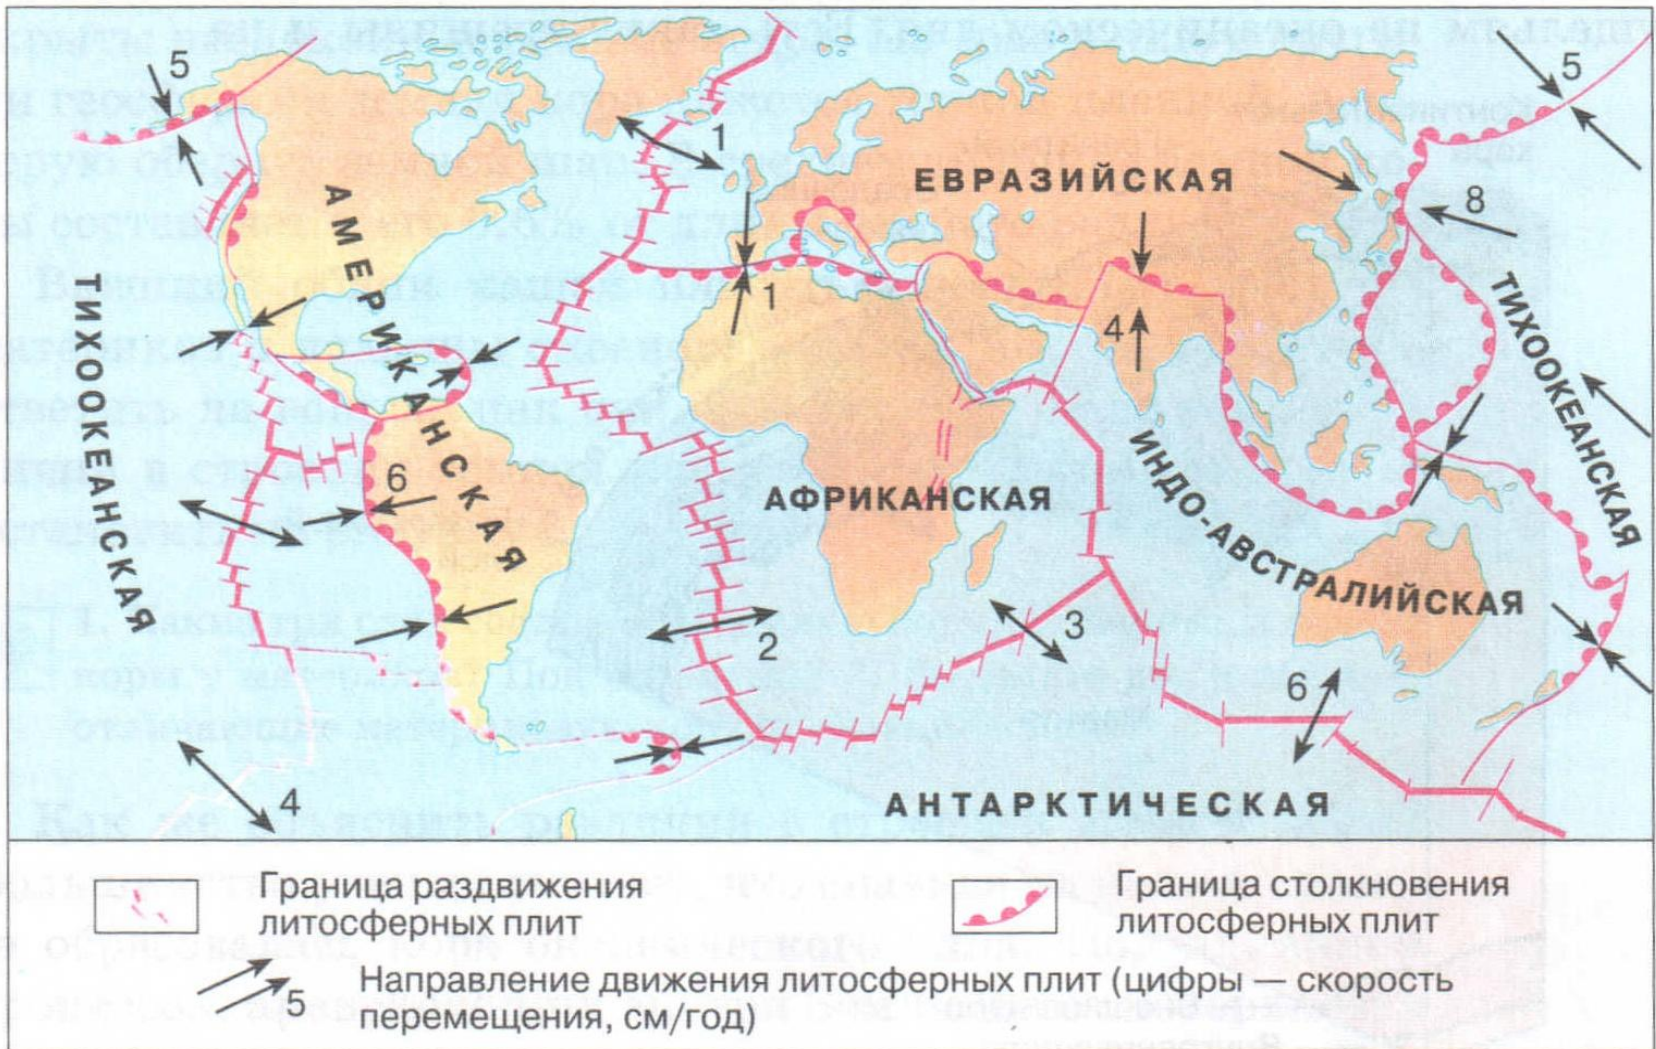 5
1
5
ЕВРАЗИЙСКАЯ
8
АМЕРИКАНСКАЯ
ТИХООКЕАНСКАЯ
1
4
ТИХООКЕАНСКАЯ
6
АФРИКАНСКАЯ
ИНДО-АВСТРАЛИЙСКАЯ
2
3
6
4
АНТАРКТИЧЕСКАЯ
Граница раздвижения
литосферных плит
Граница столкновения
литосферных плит
5
Направление движения литосферных плит (цифры — скорость
перемещения, см/год)